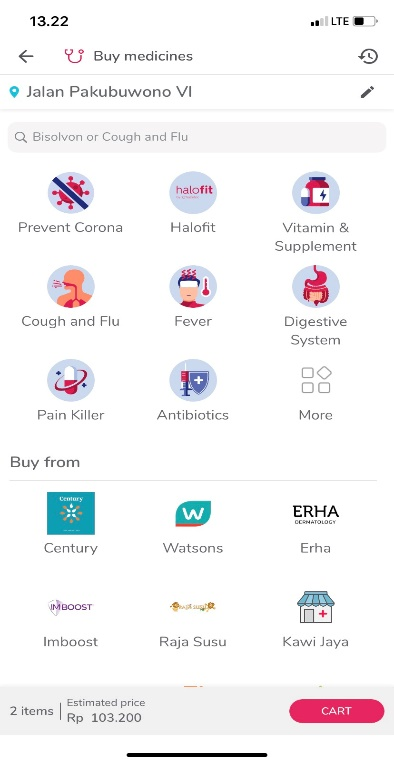 13.22
LTE
Buy medicines
Jalan Pakubuwono VI
Bisolvon or Cough and Flu
halofit
Prevent Corona
Halofit
Vitamin &
Supplement
Cough and Flu
Fever
Digestive
System
Pain Killer
Antibiotics
More
Buy from
Century
W
ERHA
DERMATOLOGY
Century
Watsons
Erha
IMBOOST
Imboost
Raja Susu
Kawi Jaya
2 items
Estimated price
Rp 103.200
CART